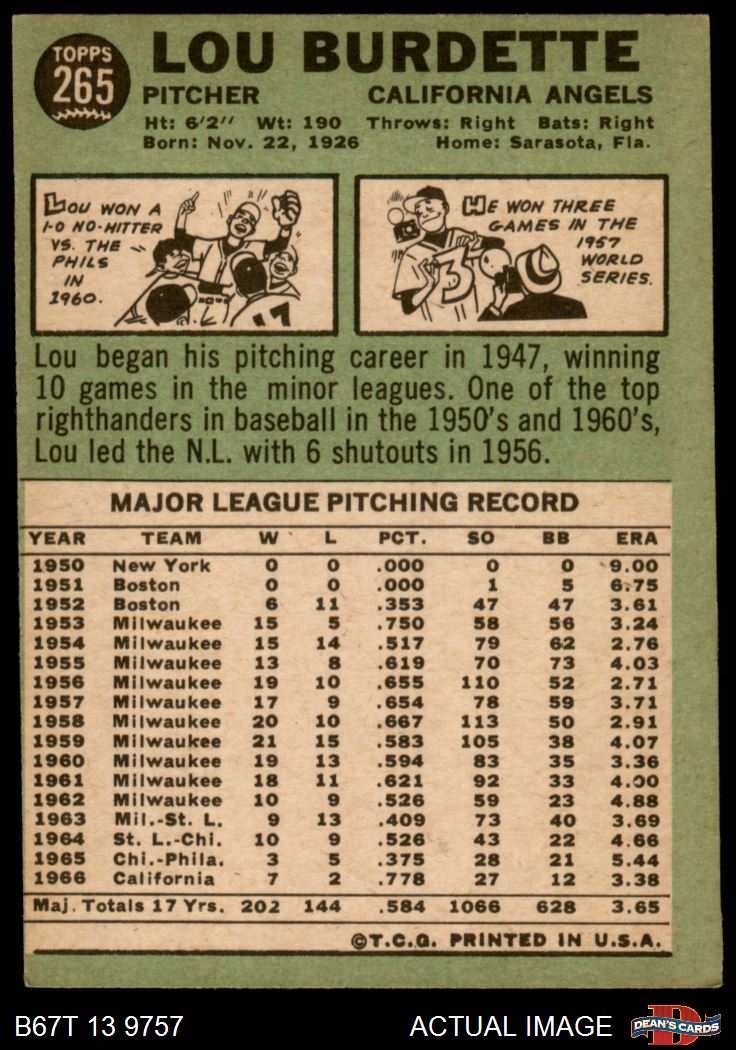 TOPPS
265
LOU BURDETTE
PITCHER CALIFORNIA ANGELS
Ht: 6'2" Wt: 190 Throws: Right Bats: Right
Born: Nov. 22, 1926 Home: Sarasota, Fla.
LOU WON A
1-0 NO-HITTER
VS. THE
PHILS
IN
1960.
17
HE WON THREE
GAMES IN THE
1957
WORLD
SERIES.
3
Lou began his pitching career in 1947, winning
10 games in the minor leagues. One of the top
righthanders in baseball in the 1950's and 1960's,
Lou led the N.L. with 6 shutouts in 1956.
MAJOR LEAGUE PITCHING RECORD
YEAR TEAM W L PCT. SO BB ERA
1950 New York 0 0 .000 0 0 9.00
1951 Boston 0 0 .000 1 5 6.75
1952 Boston 6 11 .353 47 47 3.61
1953 Milwaukee 15 5 .750 58 56 3.24
1954 Milwaukee 15 14 .517 79 62 2.76
1955 Milwaukee 13 8 .619 70 73 4.03
1956 Milwaukee 19 10 .655 110 52 2.71
1957 Milwaukee 17 9 .654 78 59 3.71
1958 Milwaukee 20 10 .667 113 50 2.91
1959 Milwaukee 21 15 .583 105 38 4.07
1960 Milwaukee 19 13 .594 83 35 3.36
1961 Milwaukee 18 11 .621 92 33 4.00
1962 Milwaukee 10 9 .526 59 23 4.88
1963 Mil.-St. L. 9 13 .409 73 40 3.69
1964 St. L.-Chi. 10 9 .526 43 22 4.66
1965 Chi.-Phila. 3 5 .375 28 21 5.44
1966 California 7 2 .778 27 12 3.38
Maj. Totals 17 Yrs. 202 144 .584 1066 628 3.65
©T.C.G. PRINTED IN U.S.A.
B67T 13 9757 ACTUAL IMAGE D DEAN'S CARDS